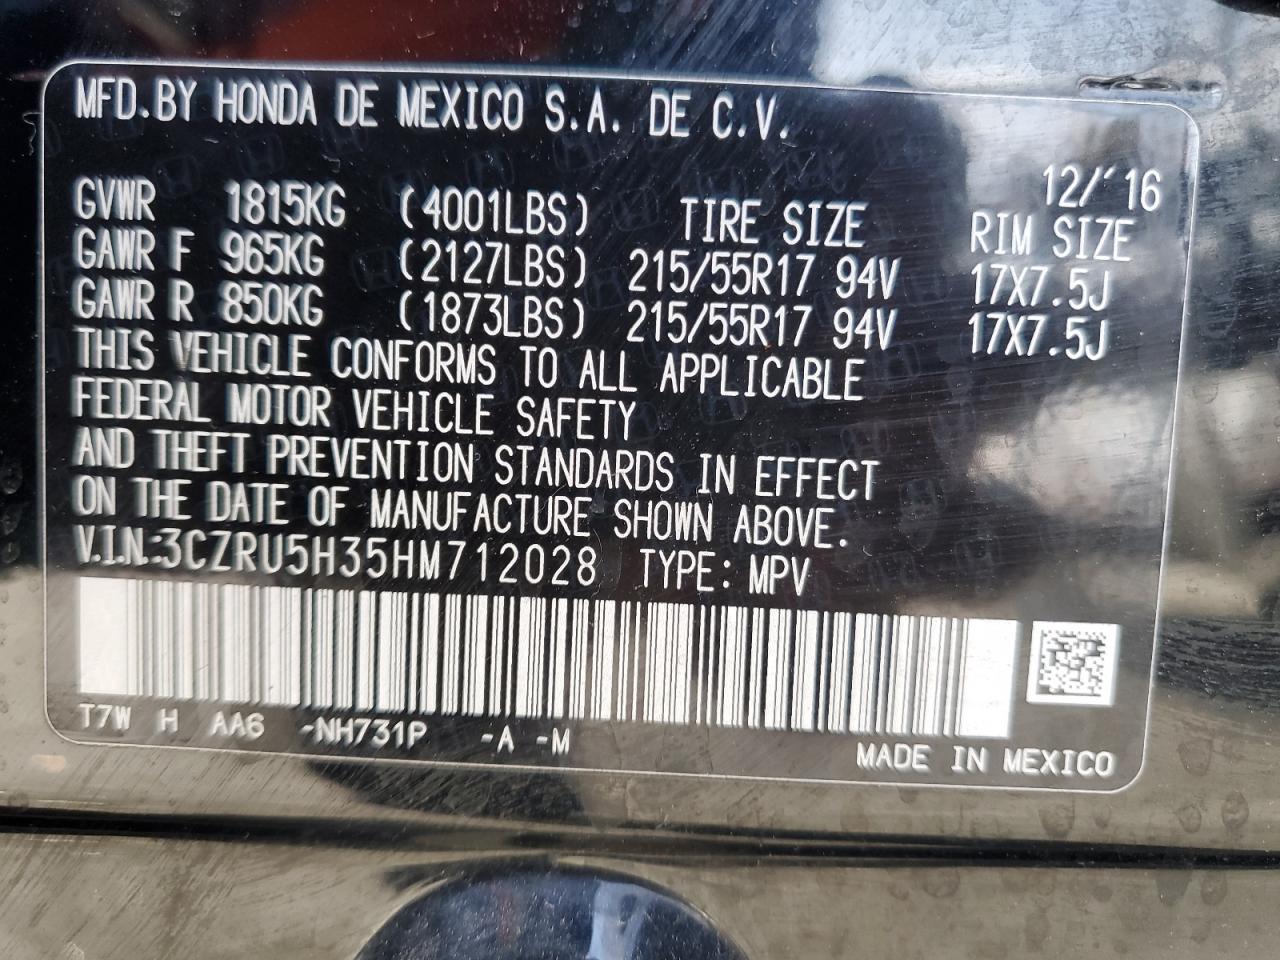 MFD.BY HONDA DE MEXICO S.A. DE C.V.
12/'16
GVWR 1815KG (4001LBS) TIRE SIZE RIM SIZE
GAWR F 965KG (2127LBS) 215/55R17 94V 17X7.5J
GAWR R 850KG (1873LBS) 215/55R17 94V 17X7.5J
THIS VEHICLE CONFORMS TO ALL APPLICABLE
FEDERAL MOTOR VEHICLE SAFETY
AND THEFT PREVENTION STANDARDS IN EFFECT
ON THE DATE OF MANUFACTURE SHOWN ABOVE.
V.I.N.:3CZRU5H35HM712028 TYPE: MPV
T7W H AA6 -NH731P -A -M
MADE IN MEXICO